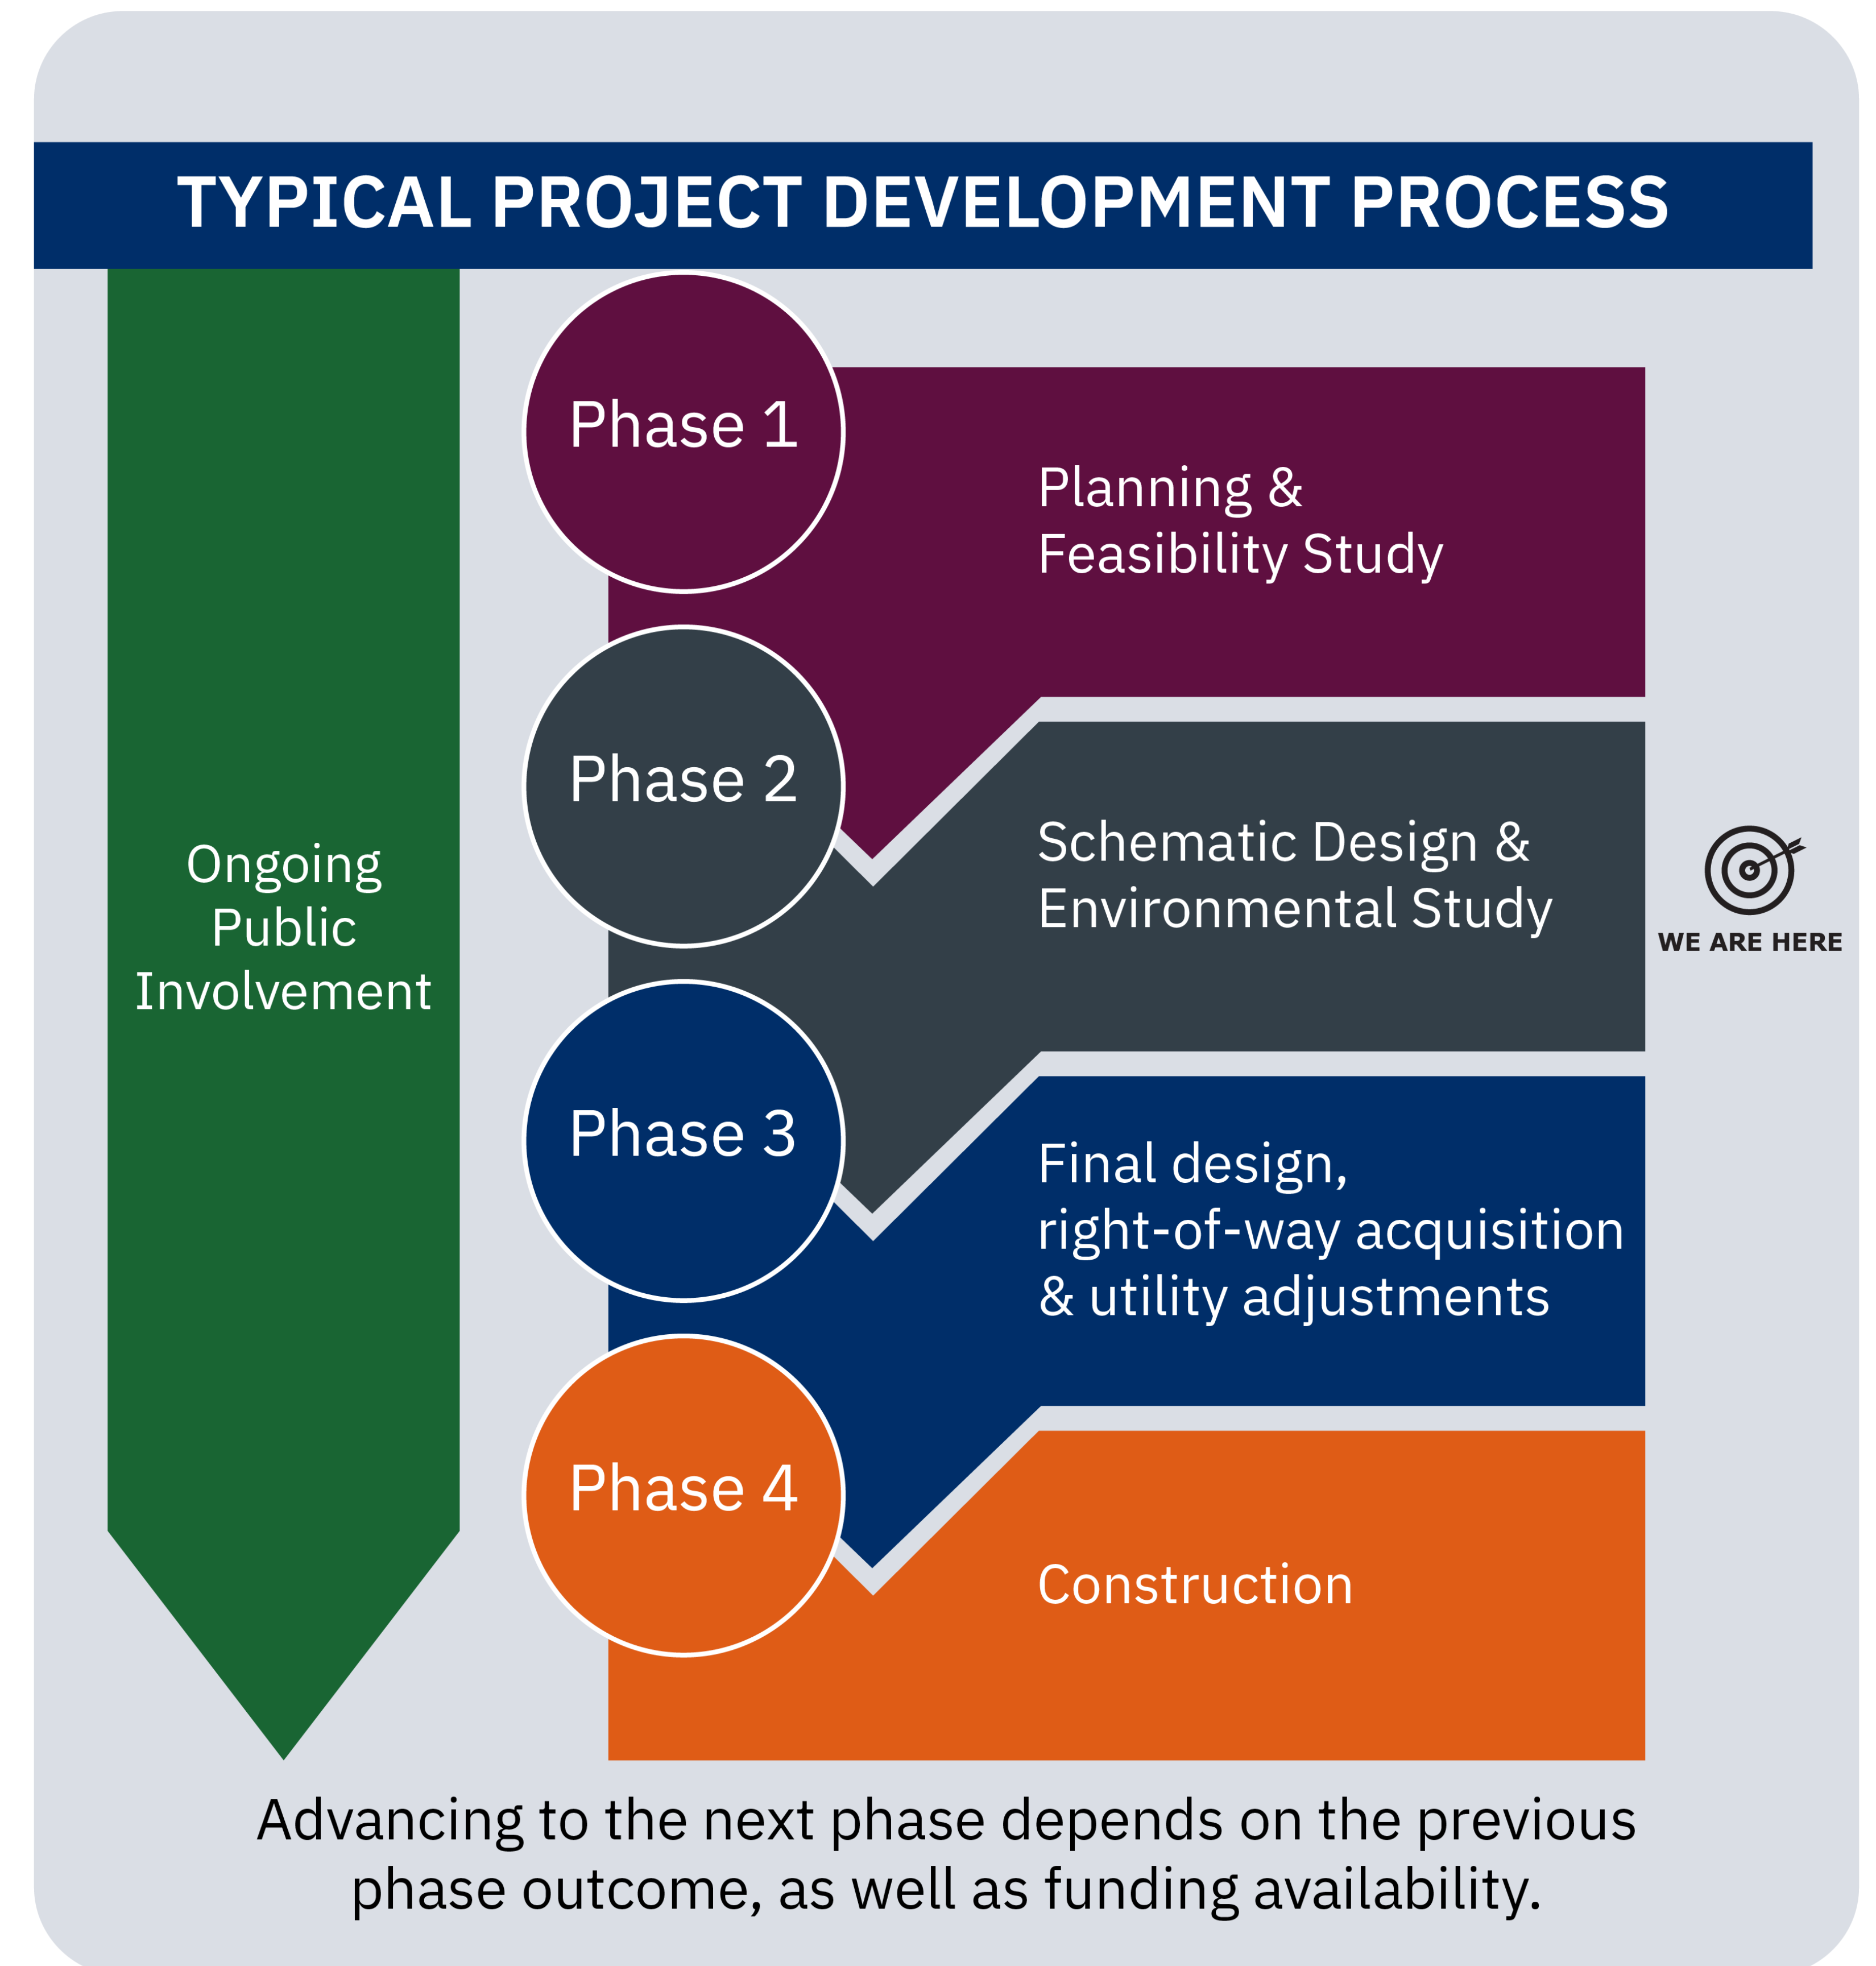 TYPICAL PROJECT DEVELOPMENT PROCESS
Ongoing
Public
Involvement
Phase 1
Planning &
Feasibility Study
Phase 2
Schematic Design &
Environmental Study
WE ARE HERE
Phase 3
Final design,
right-of-way acquisition
& utility adjustments
Phase 4
Construction
Advancing to the next phase depends on the previous
phase outcome, as well as funding availability.